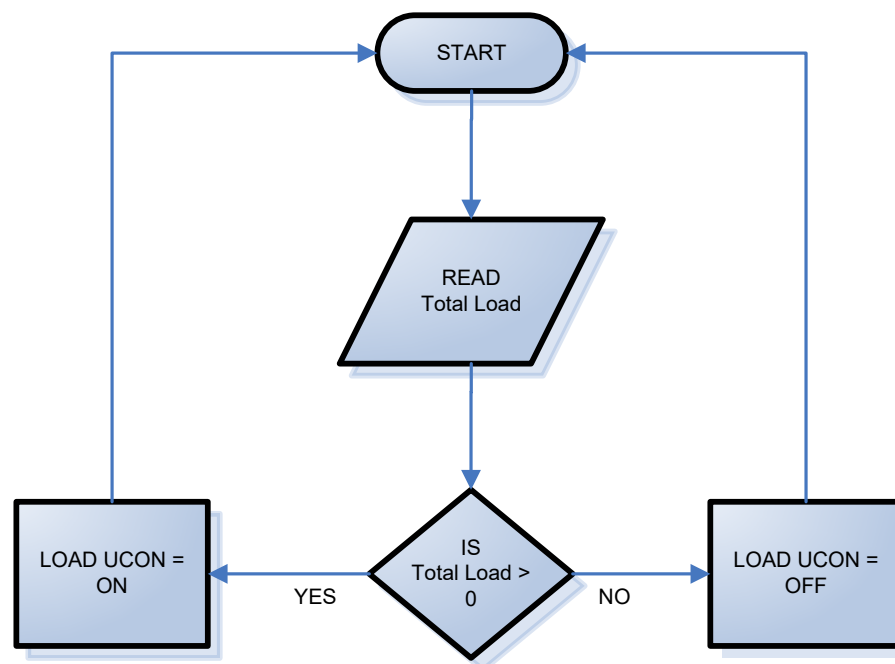 START
READ
Total Load
IS
Total Load >
0
LOAD UCON =
ON
YES
NO
LOAD UCON =
OFF